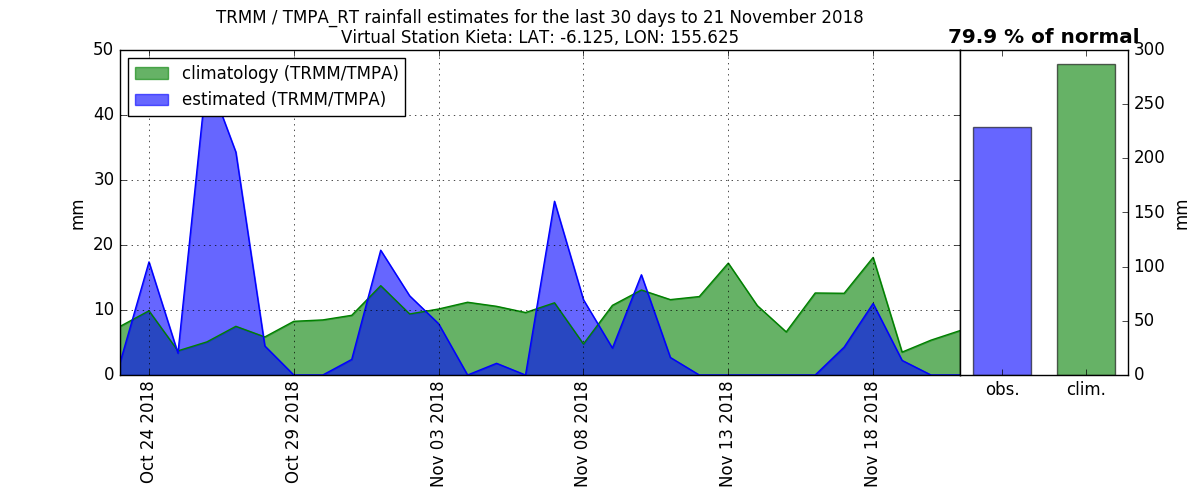 TRMM / TMPA_RT rainfall estimates for the last 30 days to 21 November 2018
Virtual Station Kieta: LAT: -6.125, LON: 155.625
79.9 % of normal
climatology (TRMM/TMPA)
estimated (TRMM/TMPA)
50
40
30
20
10
0
mm
Oct 24 2018
Oct 29 2018
Nov 03 2018
Nov 08 2018
Nov 13 2018
Nov 18 2018
300
250
200
150
100
50
0
mm
obs.
clim.